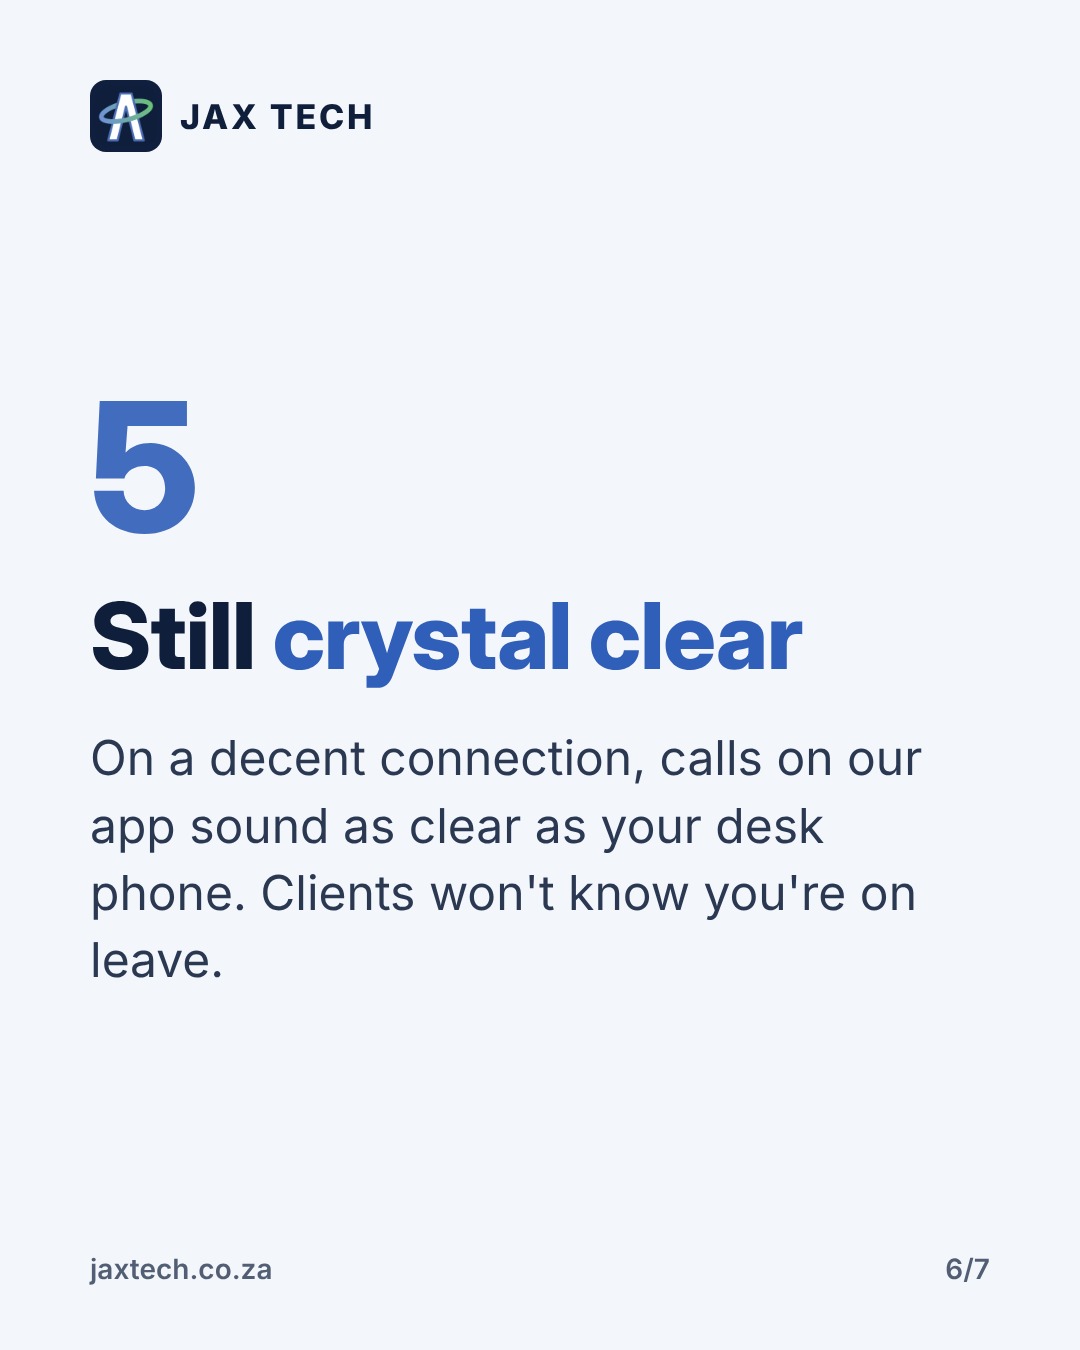 JAX TECH
5
Still crystal clear
On a decent connection, calls on our
app sound as clear as your desk
phone. Clients won't know you're on
leave.
jaxtech.co.za
6/7